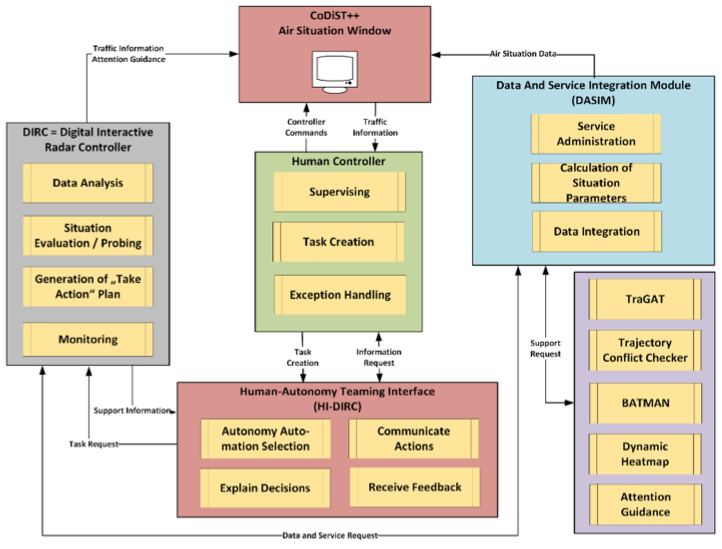 CoDiST++
Air Situation Window
Traffic Information
Attention Guidance
Air Situation Data
Controller
Commands
Traffic
Information
DIRC = Digital Interactive
Radar Controller
Data Analysis
Situation
Evaluation / Probing
Generation of „Take
Action“ Plan
Monitoring
Human Controller
Supervising
Task Creation
Exception Handling
Data And Service Integration Module
(DASIM)
Service
Administration
Calculation of
Situation
Parameters
Data Integration
Support
Request
TraGAT
Trajectory
Conflict Checker
BATMAN
Dynamic
Heatmap
Attention
Guidance
Task
Creation
Information
Request
Support Information
Task Request
Human-Autonomy Teaming Interface
(HI-DIRC)
Autonomy Auto-
mation Selection
Communicate
Actions
Explain Decisions
Receive Feedback
Data and Service Request